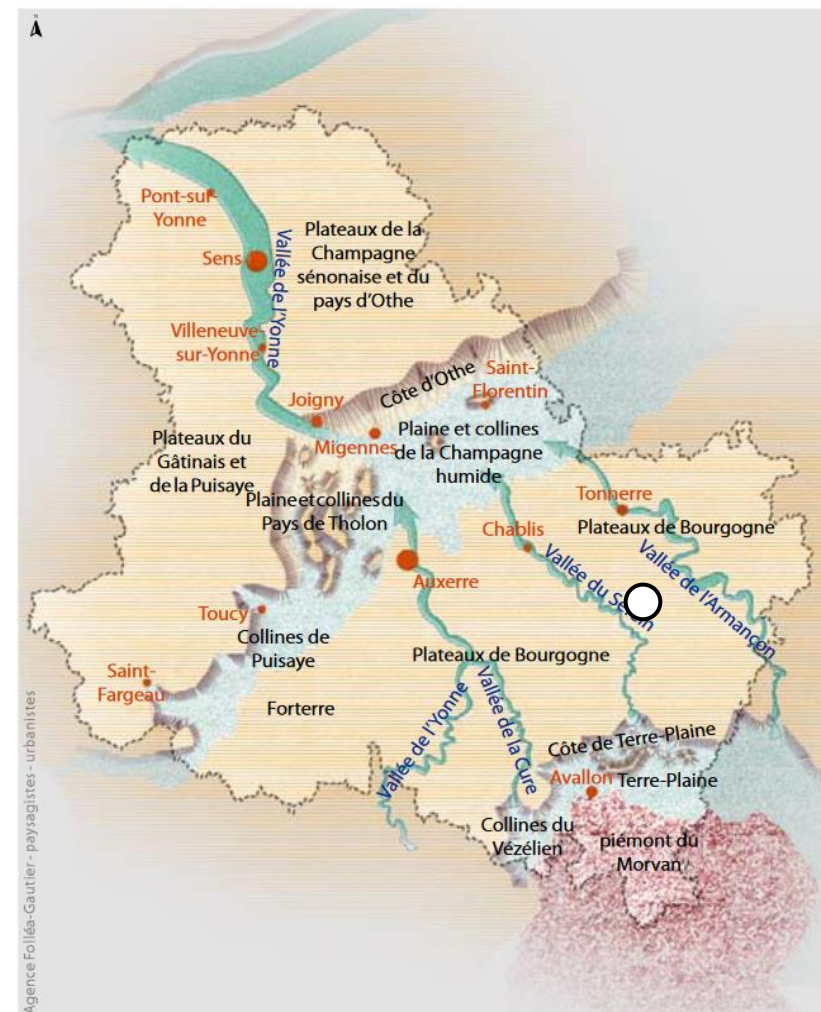 N
Pont-sur-
Yonne
Sens
Vallée de l'Yonne
Plateaux de la
Champagne
sénonaise et du
pays d'Othe
Villeneuve-
sur-Yonne
Joigny
Côte d'Othe
Saint-
Florentin
Migennes
Plaine et collines
de la Champagne
humide
Plateaux du
Gâtinais et
de la Puisaye
Plaine et collines du
Pays de Tholon
Tonnerre
Plateaux de Bourgogne
Chablis
Vallée du
Vallée de l'Armançon
Auxerre
Toucy
Collines de
Puisaye
Plateaux de Bourgogne
Saint-
Fargeau
Forterre
Vallée de l'Yonne
Vallée de la Cure
Côte de Terre-Plaine
Avallon
Terre-Plaine
Collines du
Vézélien
piémont du
Morvan
Agence Folléa-Gautier - paysagistes - urbanistes